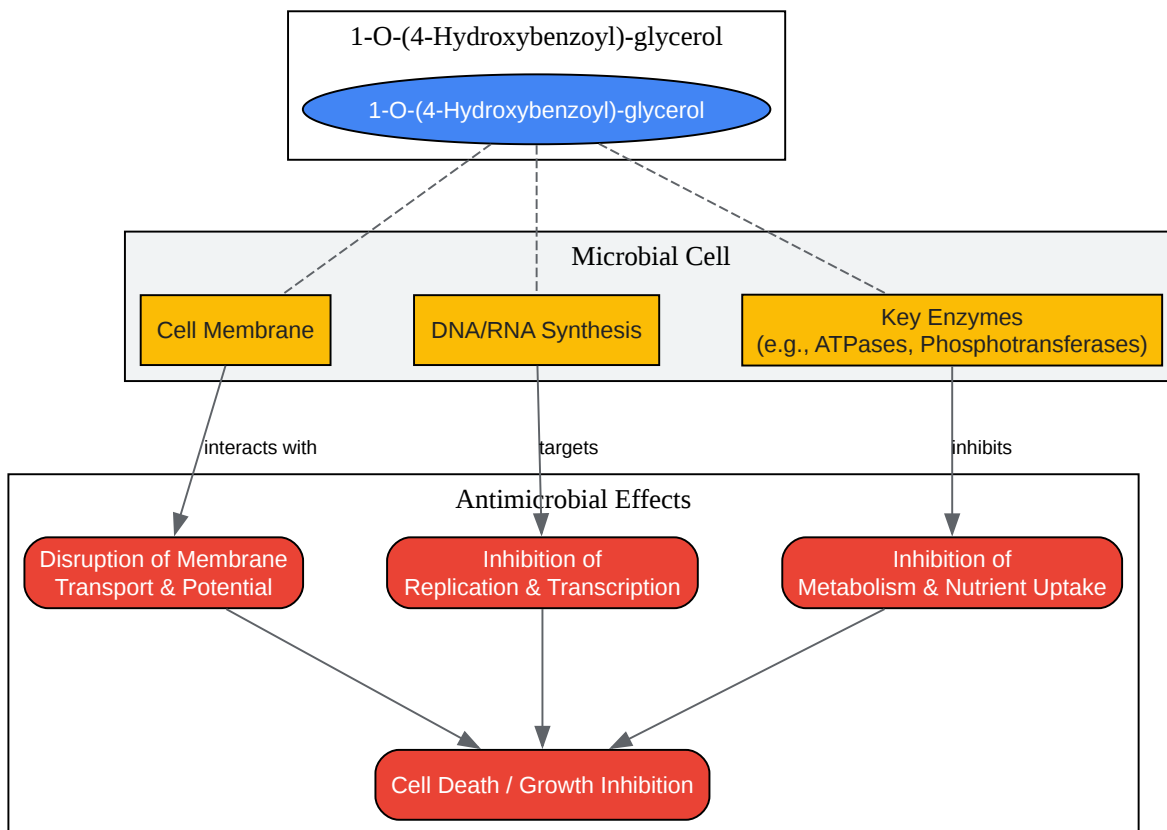 1-O-(4-Hydroxybenzoyl)-glycerol
1-O-(4-Hydroxybenzoyl)-glycerol
Microbial Cell
Cell Membrane
DNA/RNA Synthesis
Key Enzymes
(e.g., ATPases, Phosphotransferases)
interacts with
targets
inhibits
Antimicrobial Effects
Disruption of Membrane
Transport & Potential
Inhibition of
Replication & Transcription
Inhibition of
Metabolism & Nutrient Uptake
Cell Death / Growth Inhibition